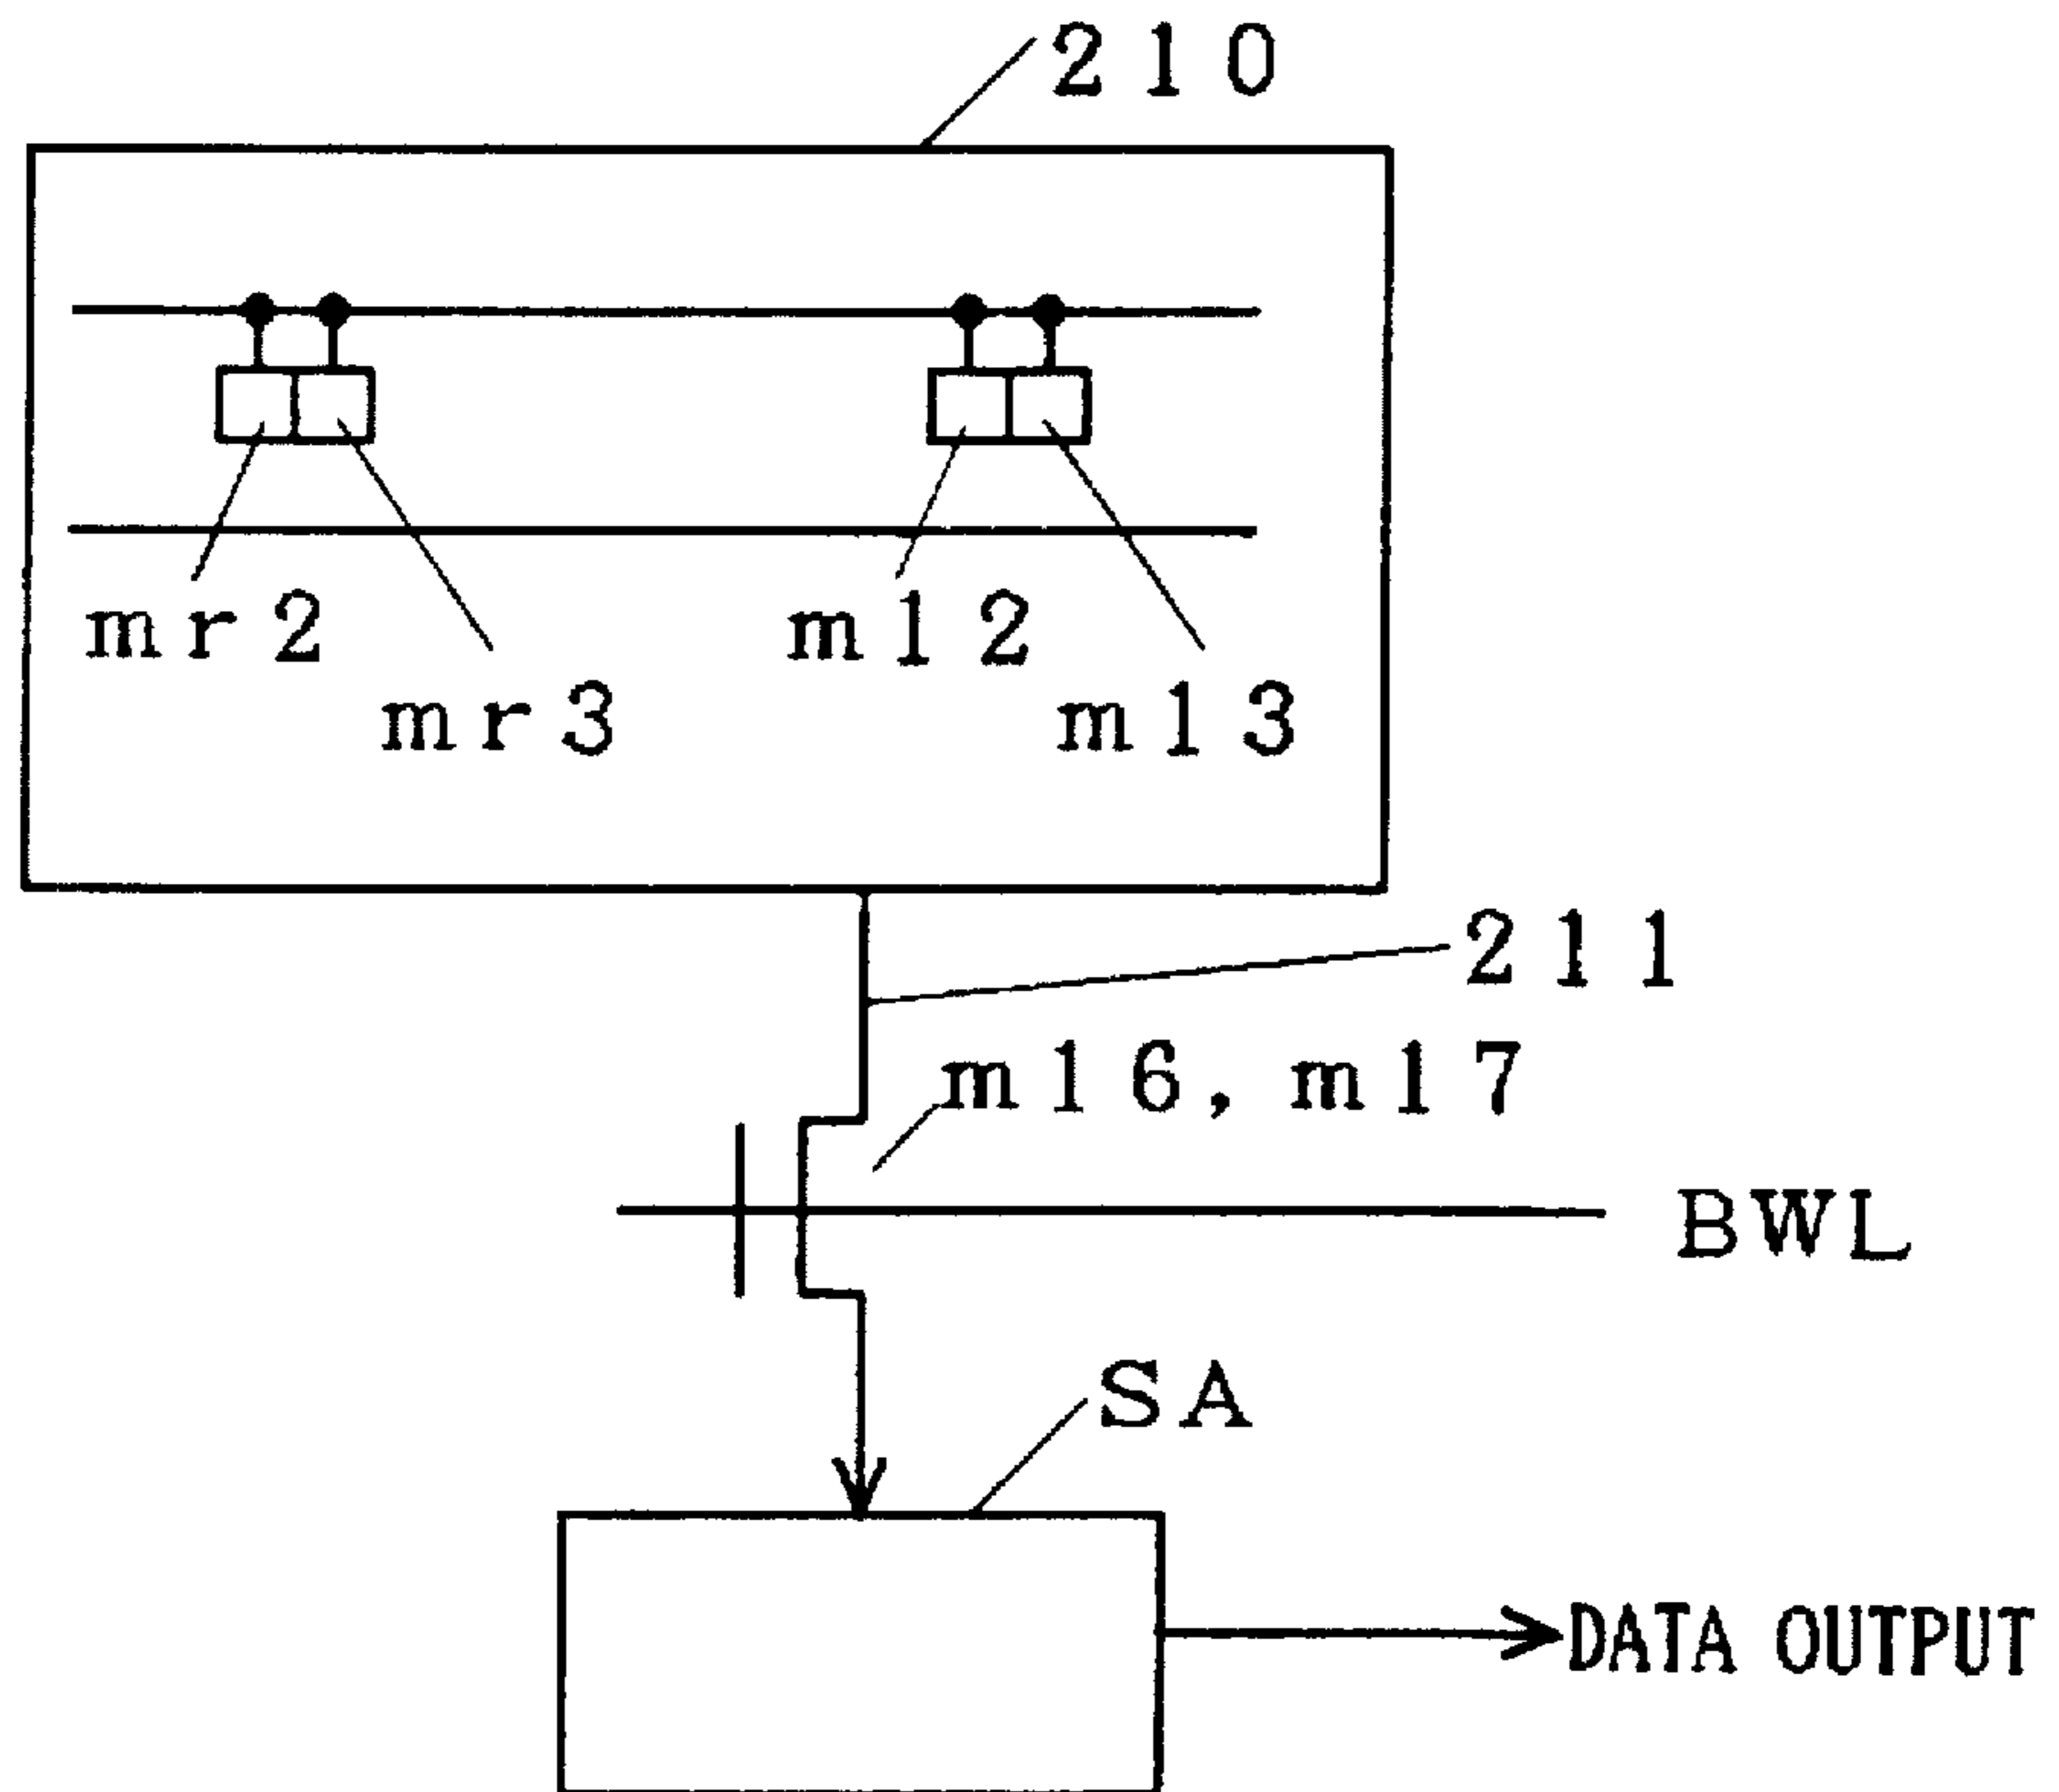 210
mr2
m12
mr3
m13
211
m16, m17
BWL
SA
DATA OUTPUT